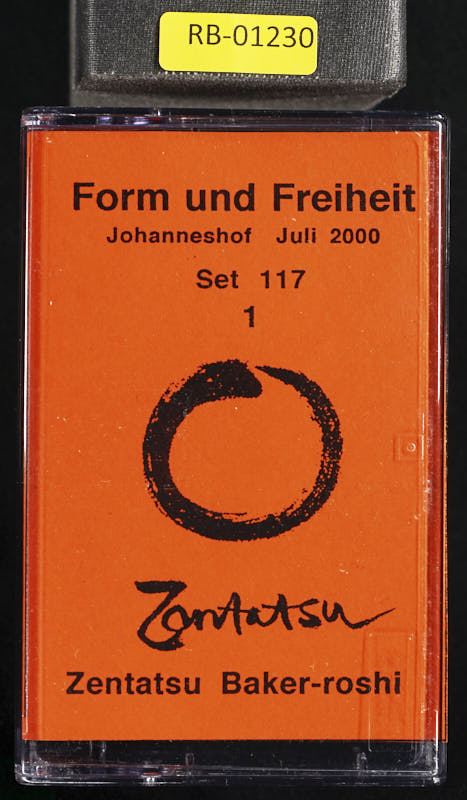 RB-01230
Form und Freiheit
Johanneshof Juli 2000
Set 117
1
Zentatsu
Zentatsu Baker-roshi